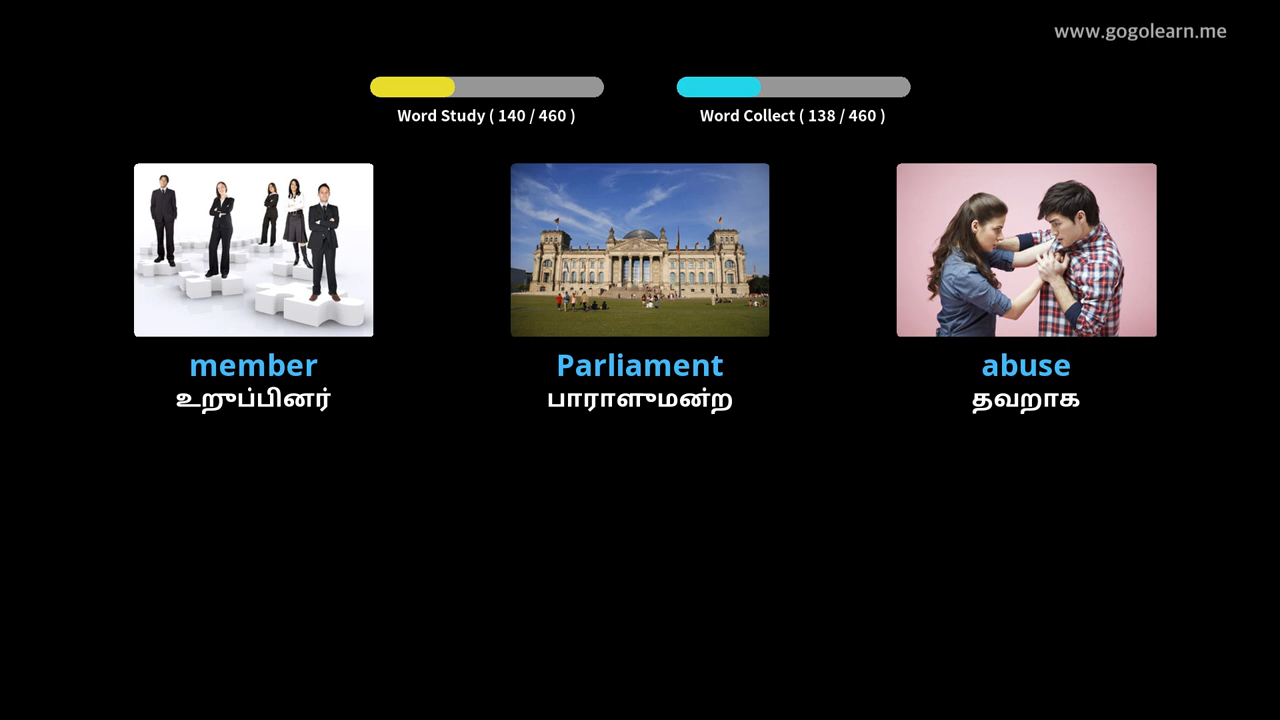 www.gogolearn.me
Word Study ( 140 / 460 )
Word Collect ( 138 / 460 )
member
உறுப்பினர்
Parliament
பாராளுமன்ற
abuse
தவறாக